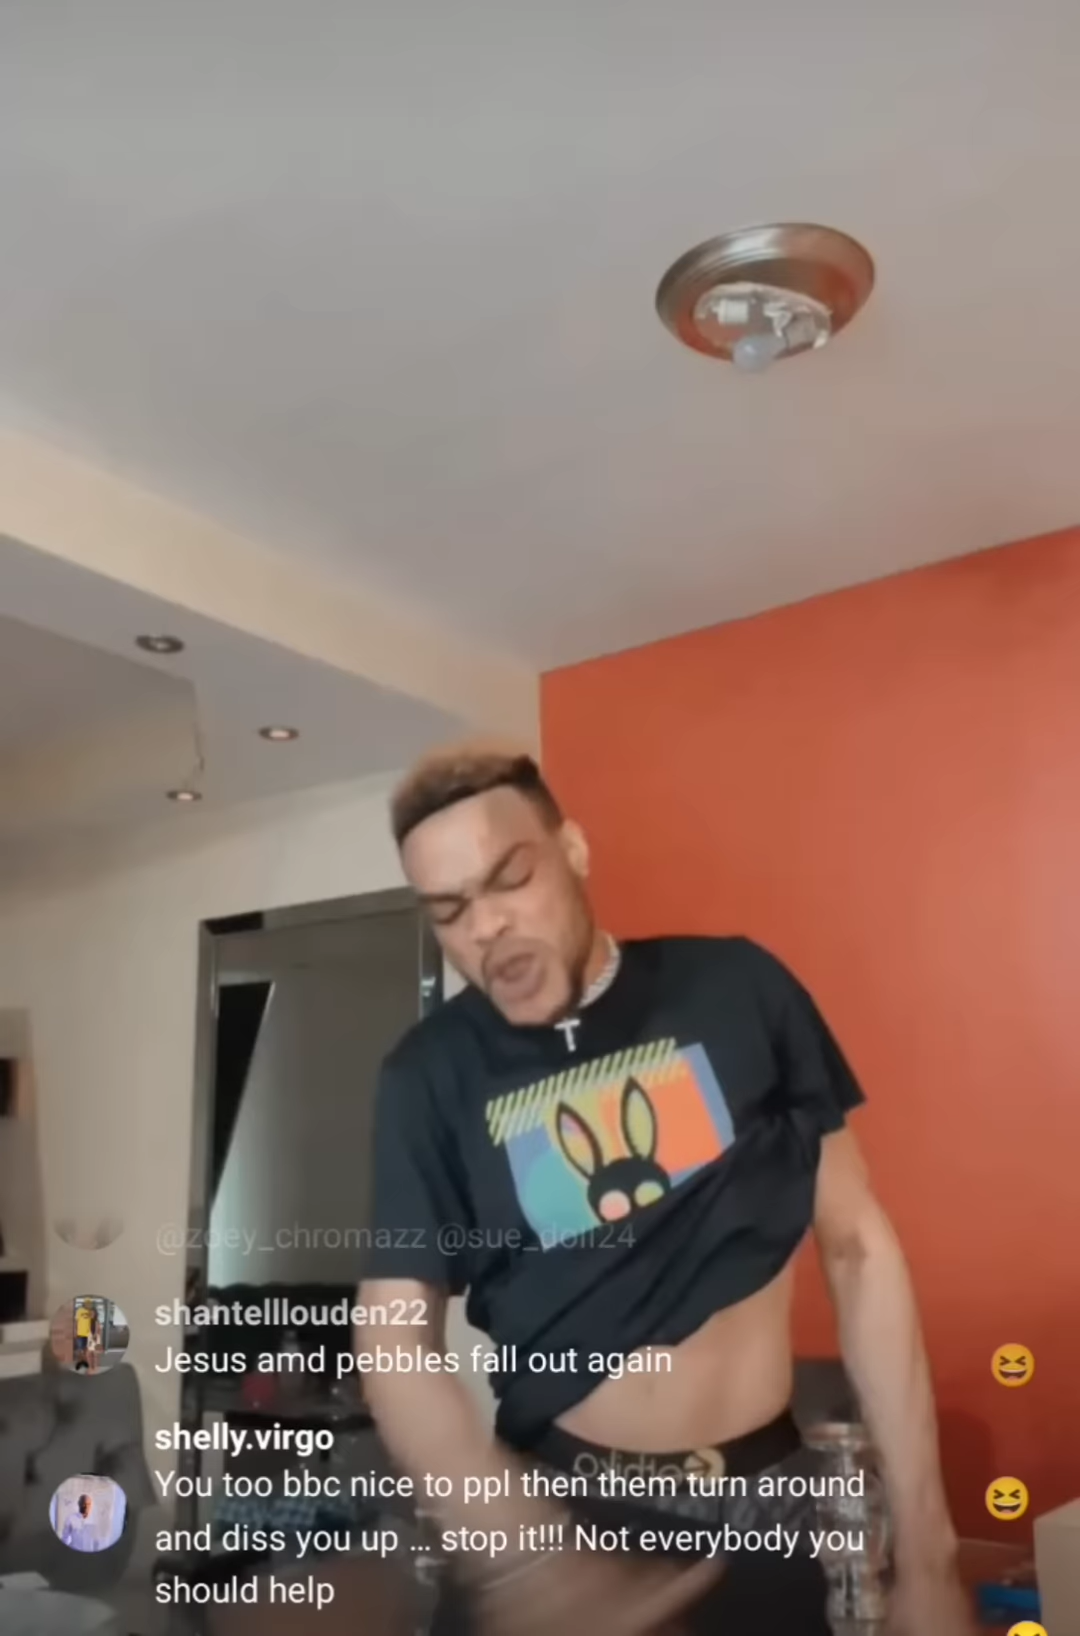 @zoey_chromazz @sue_doll24
shantelllouden22
Jesus amd pebbles fall out again
shelly.virgo
You too bbc nice to ppl then them turn around
and diss you up ... stop it!!! Not everybody you
should help